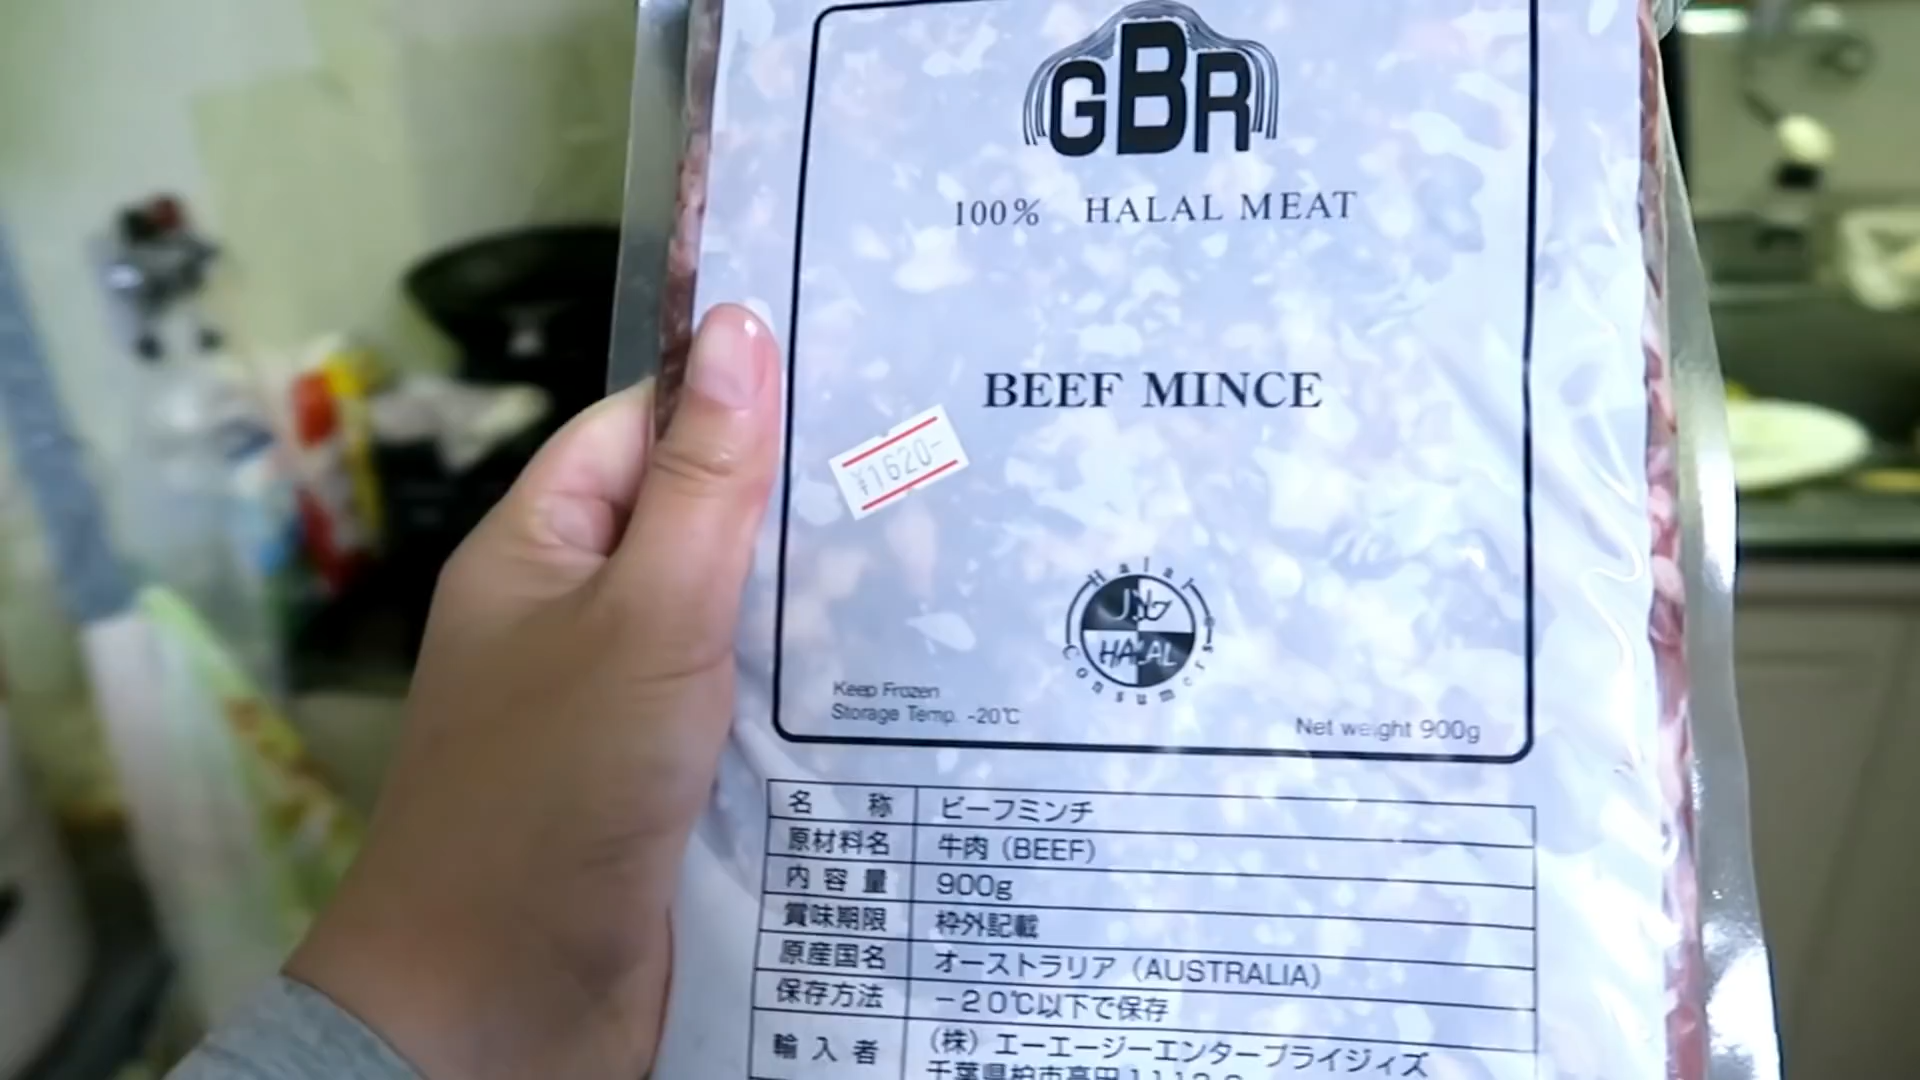 GBR
100% HALAL MEAT
BEEF MINCE
¥1620-
Halal
HALAL
Consumers
Keep Frozen
Storage Temp. -20℃
Net weight 900g
名称 ビーフミンチ
原材料名 牛肉（BEEF）
内容量 900g
賞味期限 枠外記載
原産国名 オーストラリア（AUSTRALIA）
保存方法 －20℃以下で保存
輸入者 （株）エーエージーエンタープライジィズ
千葉県柏市高田